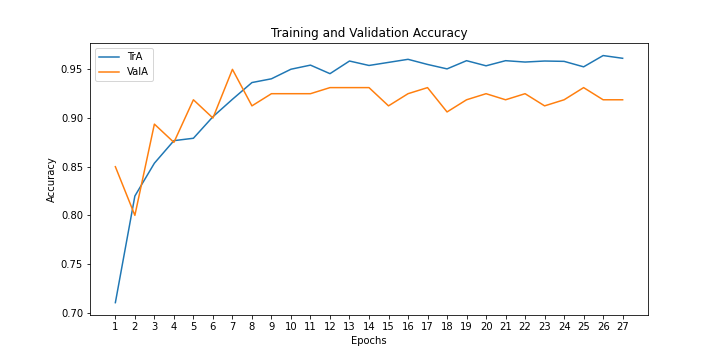 Training and Validation Accuracy
TrA
ValA
0.95
0.90
0.85
0.80
0.75
0.70
Accuracy
1 2 3 4 5 6 7 8 9 10 11 12 13 14 15 16 17 18 19 20 21 22 23 24 25 26 27
Epochs